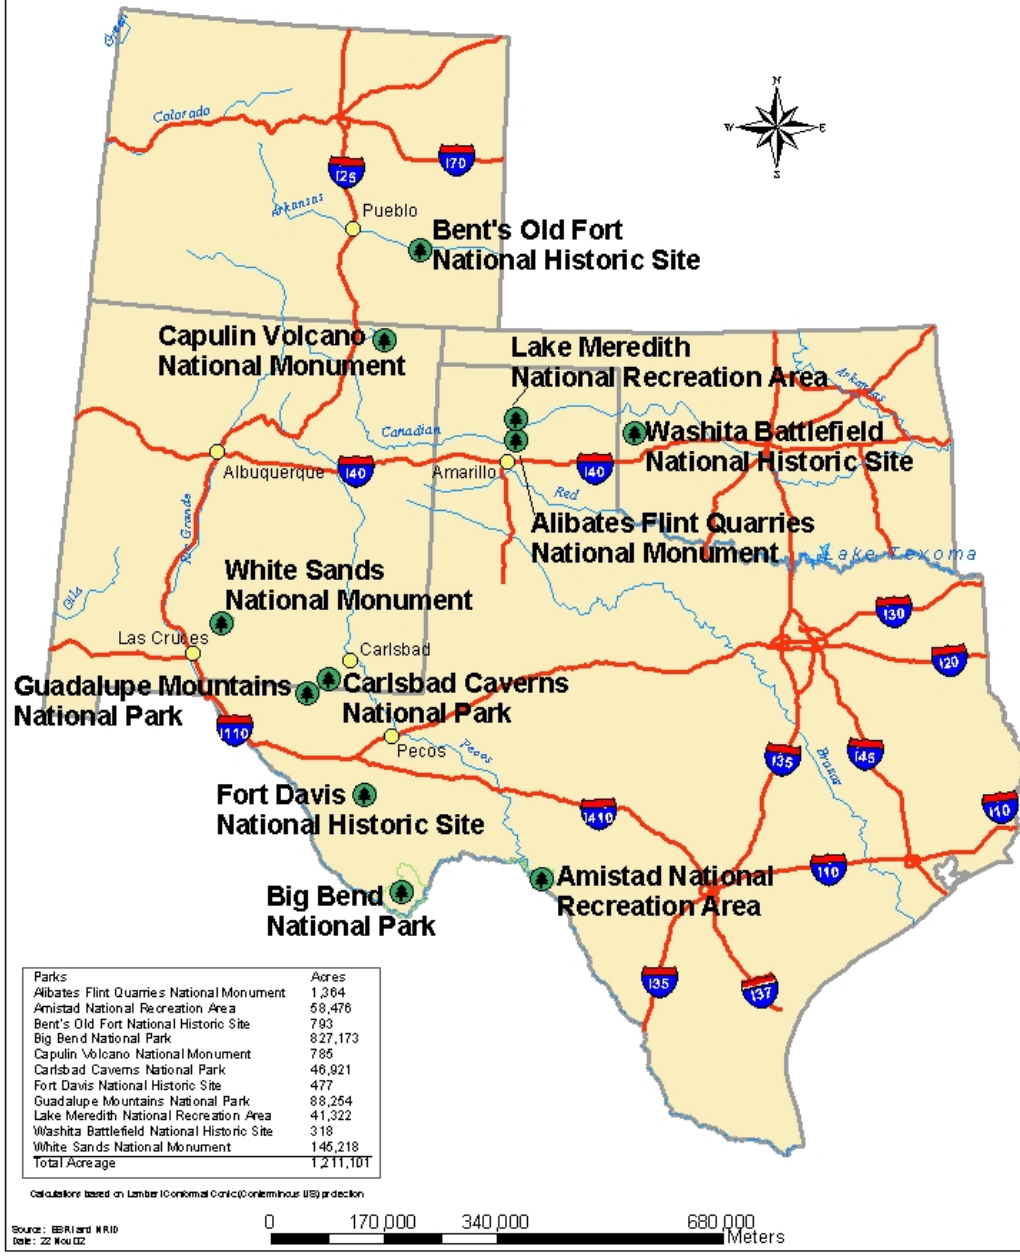 Green
N
W E
S
Colorado
I70
I25
Pueblo
Arkansas
Bent's Old Fort
National Historic Site
Capulin Volcano
National Monument
Lake Meredith
National Recreation Area
Arkansas
Canadian
Washita Battlefield
National Historic Site
Albuquerque
I40
Amarillo
I40
Red
Alibates Flint Quarries
National Monument
Lake Texoma
Rio Grande
White Sands
National Monument
Gila
I30
Las Cruces
Carlsbad
I20
Guadalupe Mountains
National Park
Carlsbad Caverns
National Park
I110
Pecos
Pecos
I35
Brazos
I45
Fort Davis
National Historic Site
I410
I10
I10
Big Bend
National Park
Amistad National
Recreation Area
I35
I37
Parks Acres
Alibates Flint Quarries National Monument 1,364
Amistad National Recreation Area 58,476
Bent's Old Fort National Historic Site 793
Big Bend National Park 827,173
Capulin Volcano National Monument 785
Carlsbad Caverns National Park 46,921
Fort Davis National Historic Site 477
Guadalupe Mountains National Park 88,254
Lake Meredith National Recreation Area 41,322
Washita Battlefield National Historic Site 318
White Sands National Monument 145,218
Total Acreage 1,211,101
Calculations based on Lambert Conformal Conic (Conterminous US) projection
Source: ESRI and NRID
Date: 22 Nov 02
0 170,000 340,000 680,000
Meters